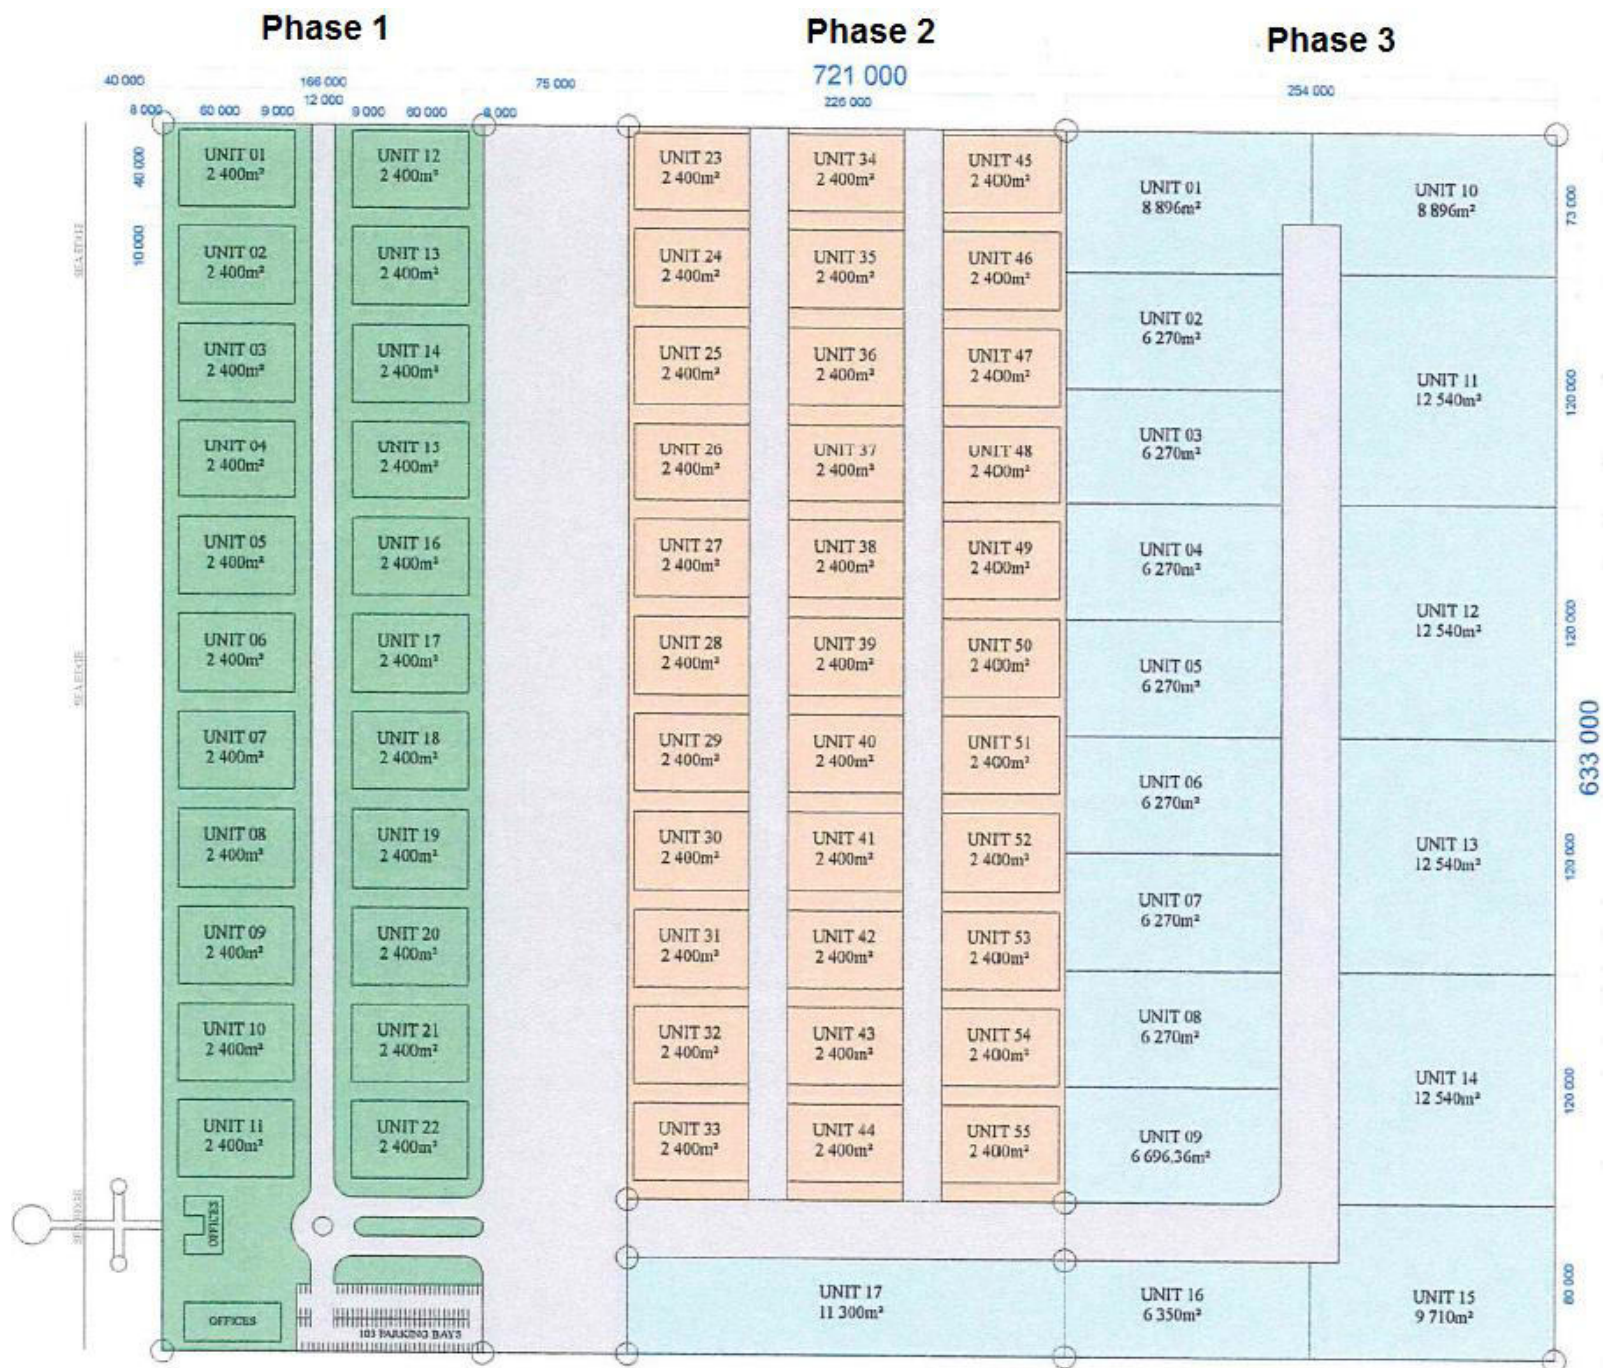 Phase 1
Phase 2
Phase 3
40 000
166 000
75 000
721 000
254 000
8 000
60 000
9 000
12 000
9 000
60 000
8 000
226 000
40 000
10 000
SEA EDGE
SEA EDGE
SEA EDGE
UNIT 01
2 400m²
UNIT 02
2 400m²
UNIT 03
2 400m²
UNIT 04
2 400m²
UNIT 05
2 400m²
UNIT 06
2 400m²
UNIT 07
2 400m²
UNIT 08
2 400m²
UNIT 09
2 400m²
UNIT 10
2 400m²
UNIT 11
2 400m²
OFFICES
OFFICES
UNIT 12
2 400m²
UNIT 13
2 400m²
UNIT 14
2 400m²
UNIT 15
2 400m²
UNIT 16
2 400m²
UNIT 17
2 400m²
UNIT 18
2 400m²
UNIT 19
2 400m²
UNIT 20
2 400m²
UNIT 21
2 400m²
UNIT 22
2 400m²
103 PARKING BAYS
UNIT 23
2 400m²
UNIT 24
2 400m²
UNIT 25
2 400m²
UNIT 26
2 400m²
UNIT 27
2 400m²
UNIT 28
2 400m²
UNIT 29
2 400m²
UNIT 30
2 400m²
UNIT 31
2 400m²
UNIT 32
2 400m²
UNIT 33
2 400m²
UNIT 34
2 400m²
UNIT 35
2 400m²
UNIT 36
2 400m²
UNIT 37
2 400m²
UNIT 38
2 400m²
UNIT 39
2 400m²
UNIT 40
2 400m²
UNIT 41
2 400m²
UNIT 42
2 400m²
UNIT 43
2 400m²
UNIT 44
2 400m²
UNIT 45
2 400m²
UNIT 46
2 400m²
UNIT 47
2 400m²
UNIT 48
2 400m²
UNIT 49
2 400m²
UNIT 50
2 400m²
UNIT 51
2 400m²
UNIT 52
2 400m²
UNIT 53
2 400m²
UNIT 54
2 400m²
UNIT 55
2 400m²
UNIT 01
8 896m²
UNIT 02
6 270m²
UNIT 03
6 270m²
UNIT 04
6 270m²
UNIT 05
6 270m²
UNIT 06
6 270m²
UNIT 07
6 270m²
UNIT 08
6 270m²
UNIT 09
6 696,36m²
UNIT 10
8 896m²
UNIT 11
12 540m²
UNIT 12
12 540m²
UNIT 13
12 540m²
UNIT 14
12 540m²
UNIT 15
9 710m²
UNIT 16
6 350m²
UNIT 17
11 300m²
73 000
120 000
120 000
633 000
120 000
120 000
80 000